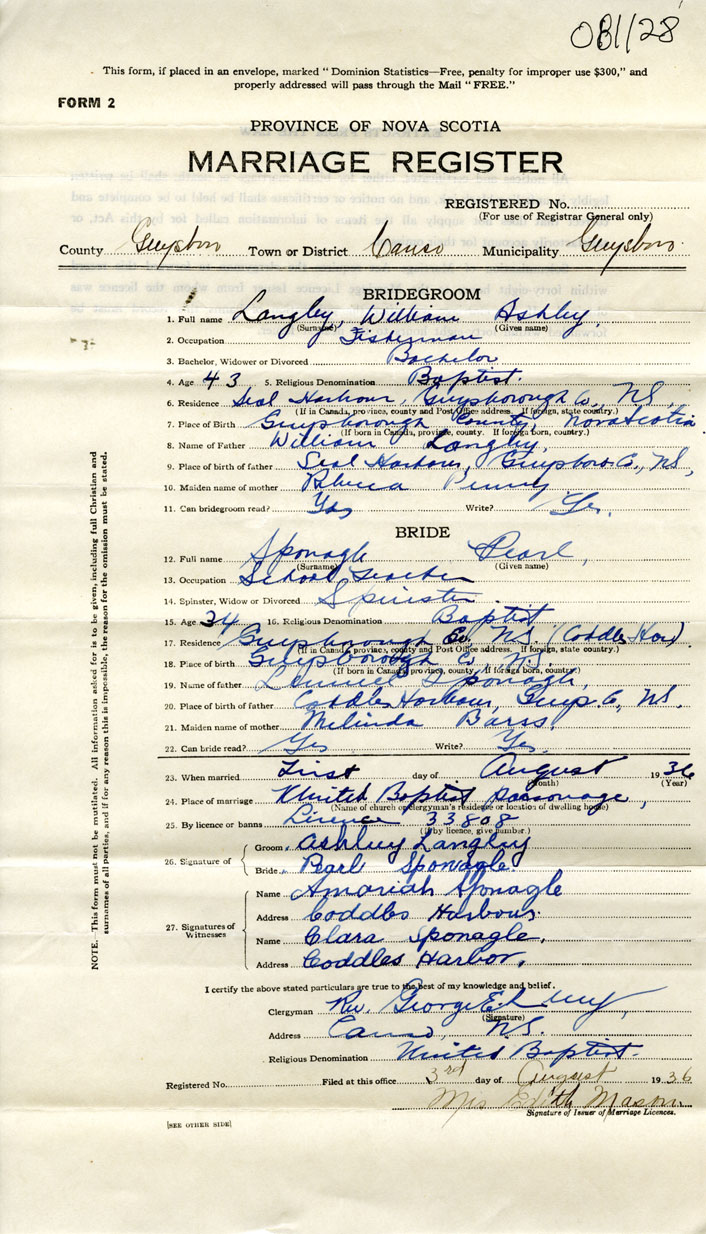 OB1/28
This form, if placed in an envelope, marked "Dominion Statistics—Free, penalty for improper use $300," and
properly addressed will pass through the Mail "FREE."
FORM 2
PROVINCE OF NOVA SCOTIA
MARRIAGE REGISTER
REGISTERED No.
(For use of Registrar General only)
County Guysboro Town or District Canso Municipality Guysboro
BRIDEGROOM
1. Full name Langley, William Ashley,
(Surname) (Given name)
2. Occupation Fisherman
3. Bachelor, Widower or Divorced Bachelor
4. Age 43 5. Religious Denomination Baptist.
6. Residence Seal Harbour, Guysborough Co., NS,
(If in Canada, province, county and Post Office address. If foreign, state country.)
7. Place of Birth Guysborough County, Nova Scotia
(If born in Canada, province, county. If foreign born, country.)
8. Name of Father William Langley,
9. Place of birth of father Seal Harbour, Guysboro Co., NS,
10. Maiden name of mother Rebecca Penny
11. Can bridegroom read? Yes Write? Yes.
BRIDE
12. Full name Sponagle Pearl,
(Surname) (Given name)
13. Occupation School Teacher
14. Spinster, Widow or Divorced Spinster
15. Age 34 16. Religious Denomination Baptist
17. Residence Guysborough Co., NS. (Coddles Har).
(If in Canada, province, county and Post Office address. If foreign, state country.)
18. Place of birth Guysborough Co. NS.
(If born in Canada, province, county. If foreign born, country.)
19. Name of father Sponagle,
20. Place of birth of father Coddles Harbour, Guys. Co, NS.
21. Maiden name of mother Melinda Barss.
22. Can bride read? Yes Write? Yes.
23. When married First day of August 1936
(Month) (Year)
24. Place of marriage United Baptist parsonage,
(Name of church or clergyman's residence or location of dwelling house)
25. By licence or banns Licence 33808
(If by licence, give number.)
26. Signature of Groom Ashley Langley
Bride Pearl Sponagle.
27. Signatures of Witnesses
Name Amariah Sponagle
Address Coddles Harbour.
Name Clara Sponagle.
Address Coddles Harbor.
I certify the above stated particulars are true to the best of my knowledge and belief.
Clergyman Rev. George E. Levy,
(Signature)
Address Canso, NS.
Religious Denomination United Baptist.
Registered No. Filed at this office 3rd day of August 1936
Mrs Edith Mason
Signature of Issuer of Marriage Licences.
[SEE OTHER SIDE]
NOTE.—This form must not be mutilated. All information asked for is to be given, including full Christian and
surnames of all parties, and if for any reason this is impossible, the reason for the omission must be stated.